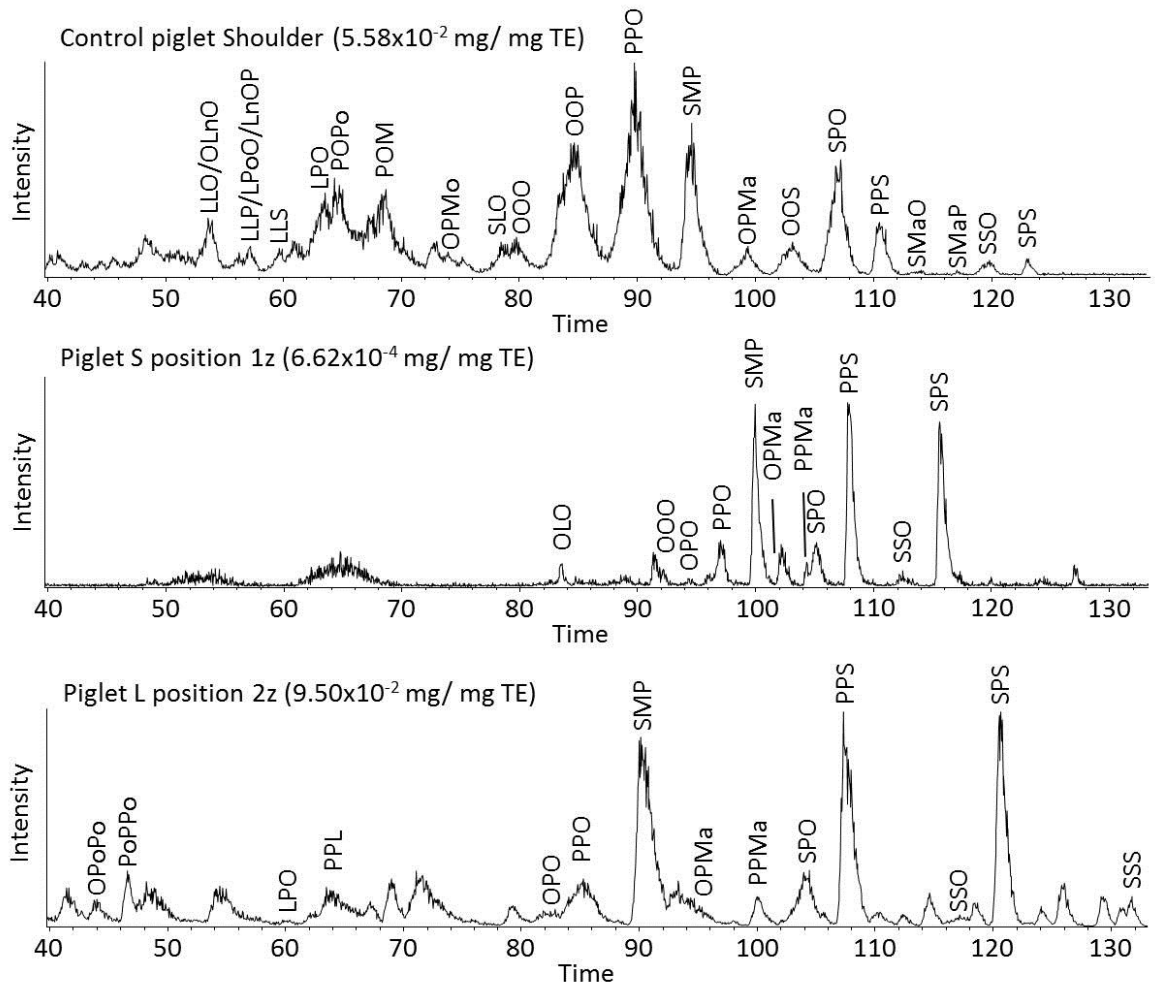 Control piglet Shoulder (5.58x10⁻² mg/ mg TE)
Intensity
LLO/OLnO
LLP/LPoO/LnOP
LLS
LPO
POPo
POM
OPMo
SLO
OOO
OOP
PPO
SMP
OPMa
OOS
SPO
PPS
SMaO
SMaP
SSO
SPS
40 50 60 70 80 90 100 110 120 130
Time
Piglet S position 1z (6.62x10⁻⁴ mg/ mg TE)
Intensity
OLO
OOO
OPO
PPO
SMP
OPMa
PPMa
SPO
PPS
SSO
SPS
40 50 60 70 80 90 100 110 120 130
Time
Piglet L position 2z (9.50x10⁻² mg/ mg TE)
Intensity
OPoPo
PoPPo
LPO
PPL
OPO
PPO
SMP
OPMa
PPMa
SPO
PPS
SSO
SPS
SSS
40 50 60 70 80 90 100 110 120 130
Time